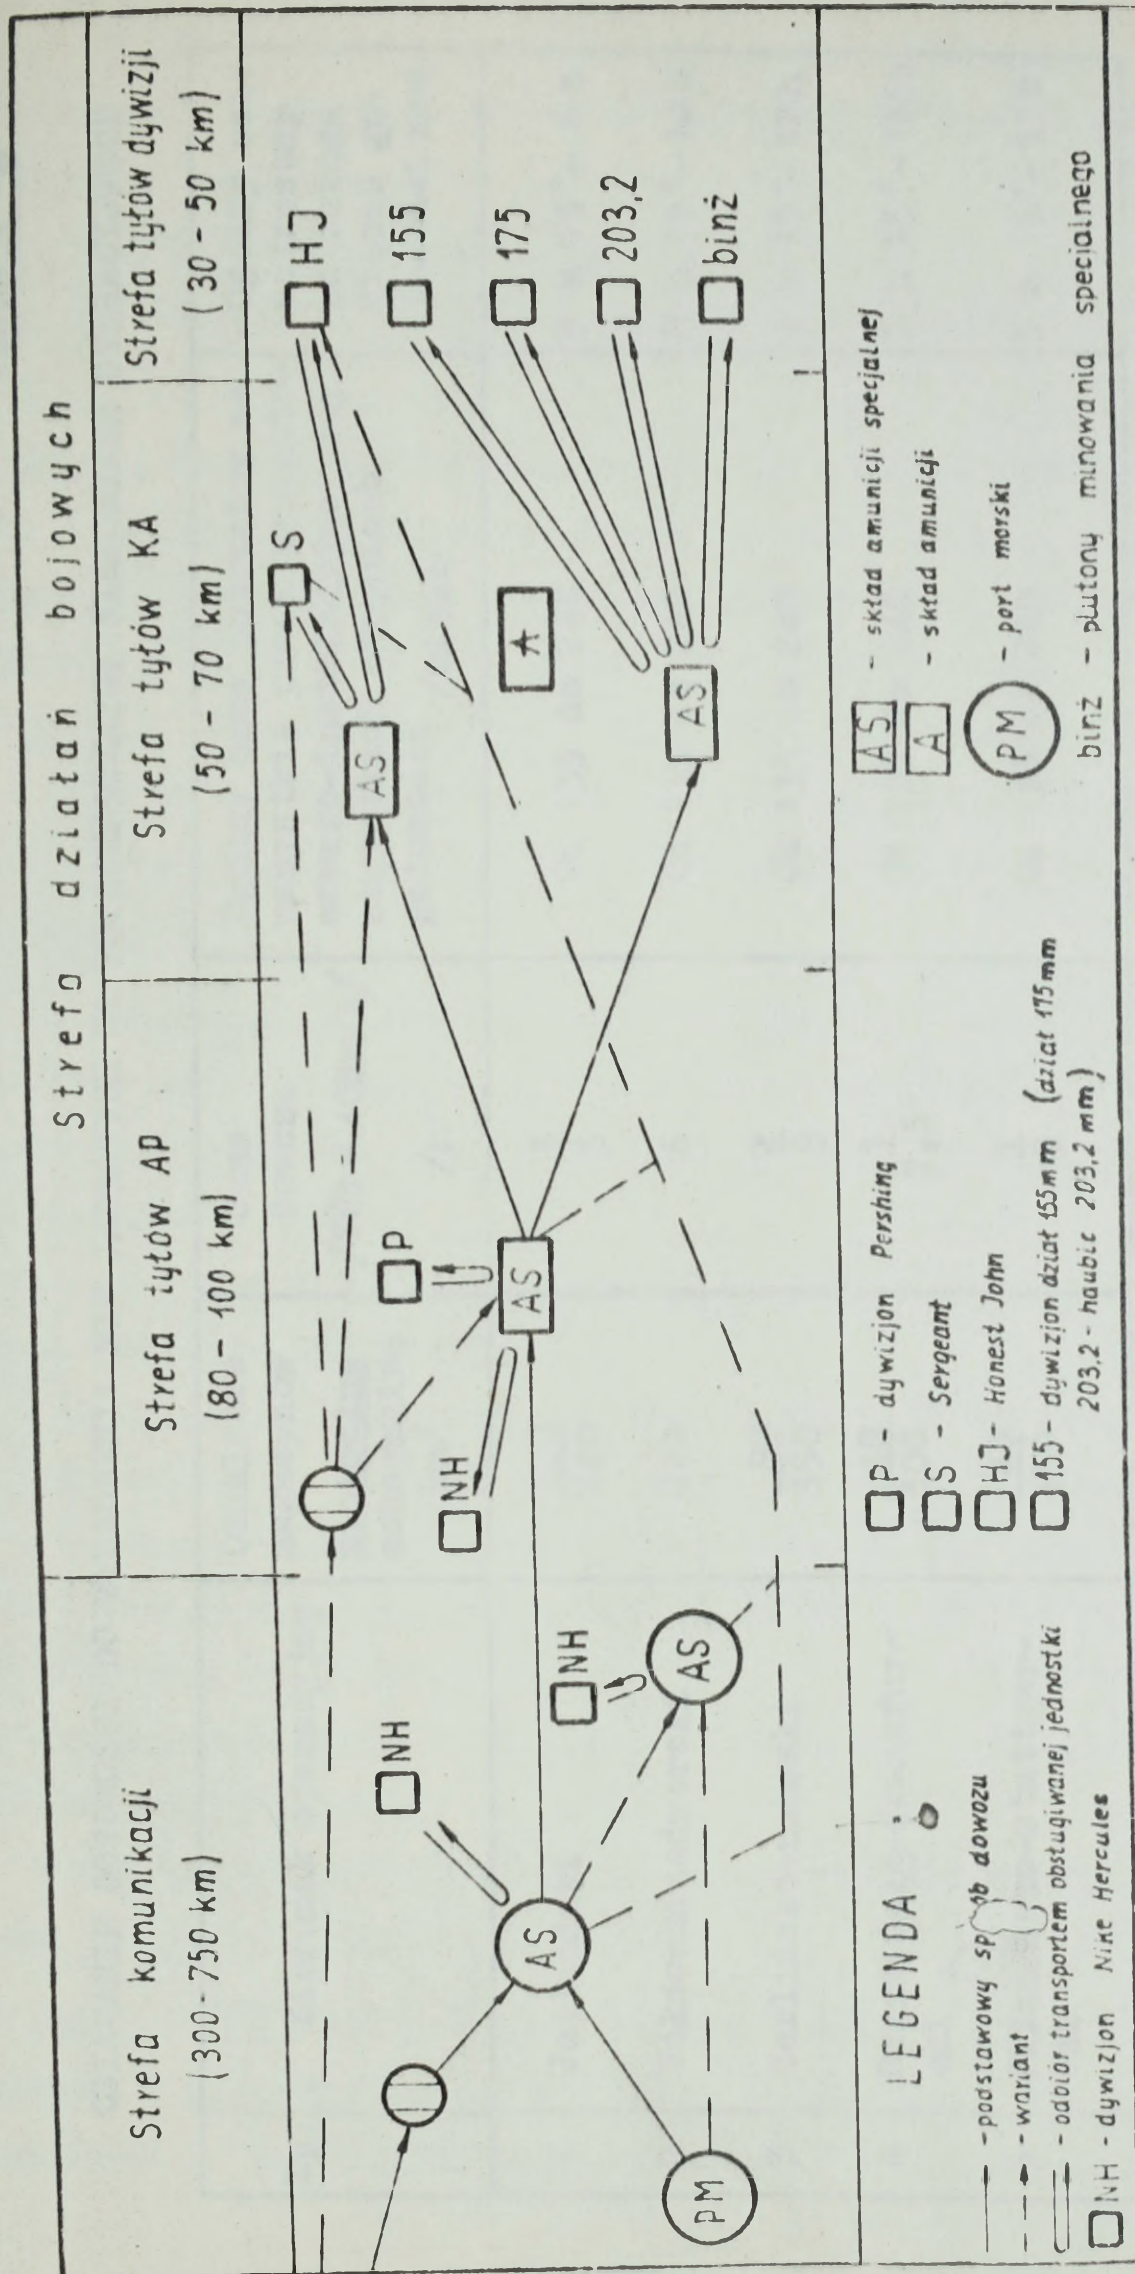 Strefa działań bojowych
Strefa komunikacji
(300-750 km)
Strefa tyłów AP
(80 - 100 km)
Strefa tyłów KA
(50 - 70 km)
Strefa tyłów dywizji
(30 - 50 km)
S
HJ
NH
P
AS
155
NH
AS
AS
A
175
NH
203,2
PM
AS
AS
binż
LEGENDA:
- podstawowy sposób dowozu
- wariant
- odbiór transportem obsługiwanej jednostki
NH - dywizjon Nike Hercules
P - dywizjon Pershing
S - Sergeant
HJ - Honest John
155 - dywizjon dział 155mm (dział 175mm
203,2 - haubic 203,2 mm)
AS - skład amunicji specjalnej
A - skład amunicji
PM - port morski
binż - plutony minowania specjalnego